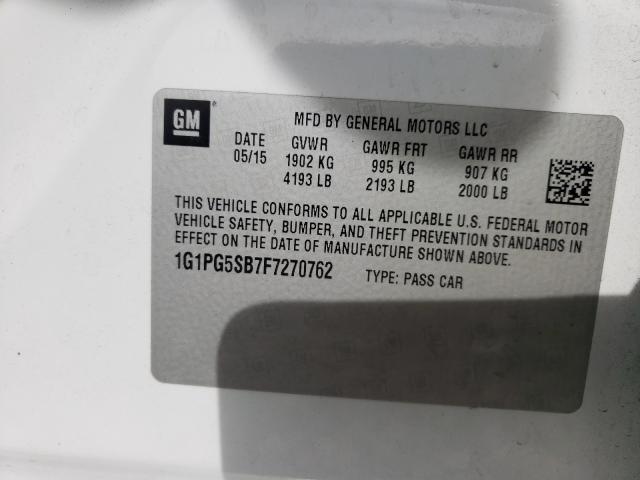 GM
MFD BY GENERAL MOTORS LLC
DATE GVWR GAWR FRT GAWR RR
05/15 1902 KG 995 KG 907 KG
4193 LB 2193 LB 2000 LB
THIS VEHICLE CONFORMS TO ALL APPLICABLE U.S. FEDERAL MOTOR
VEHICLE SAFETY, BUMPER, AND THEFT PREVENTION STANDARDS IN
EFFECT ON THE DATE OF MANUFACTURE SHOWN ABOVE.
1G1PG5SB7F7270762 TYPE: PASS CAR